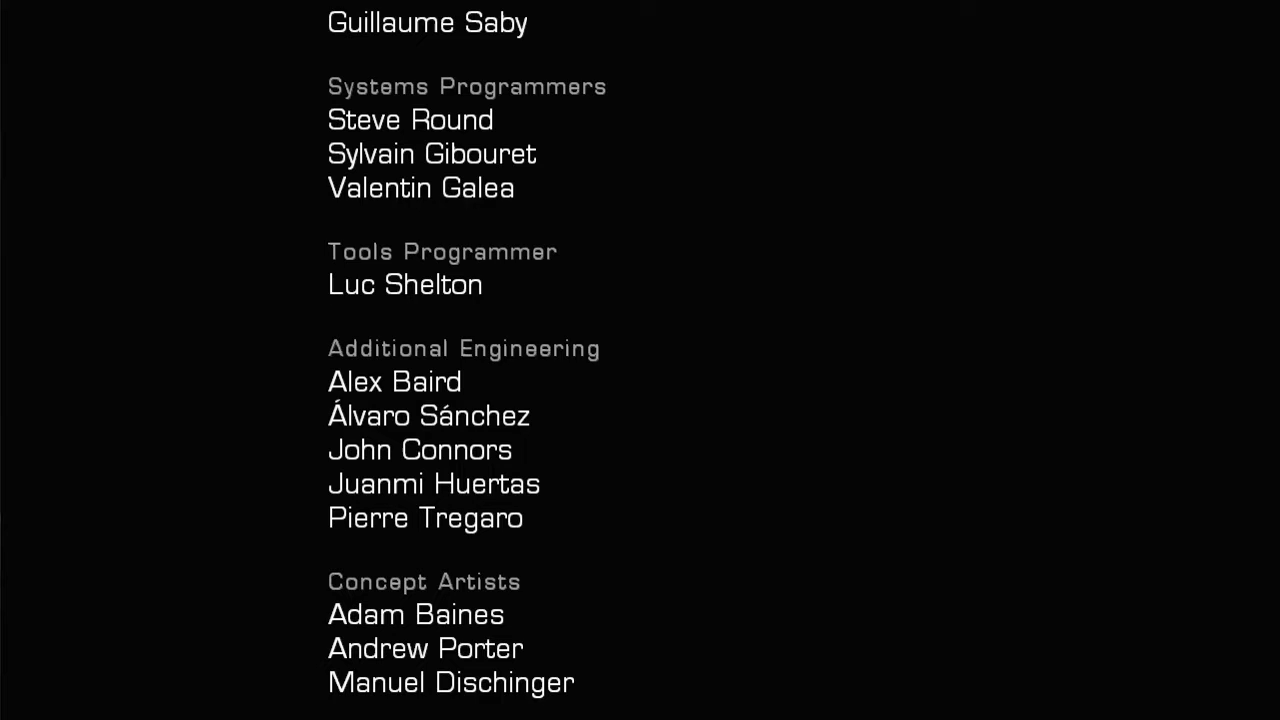 Guillaume Saby
Systems Programmers
Steve Round
Sylvain Gibouret
Valentin Galea
Tools Programmer
Luc Shelton
Additional Engineering
Alex Baird
Álvaro Sánchez
John Connors
Juanmi Huertas
Pierre Tregaro
Concept Artists
Adam Baines
Andrew Porter
Manuel Dischinger